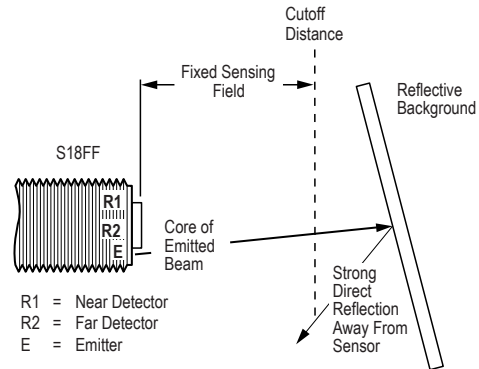 Cutoff
Distance
Fixed Sensing
Field
Reflective
Background
S18FF
R1
R2
E
Core of
Emitted
Beam
Strong
Direct
Reflection
Away From
Sensor
R1 = Near Detector
R2 = Far Detector
E = Emitter